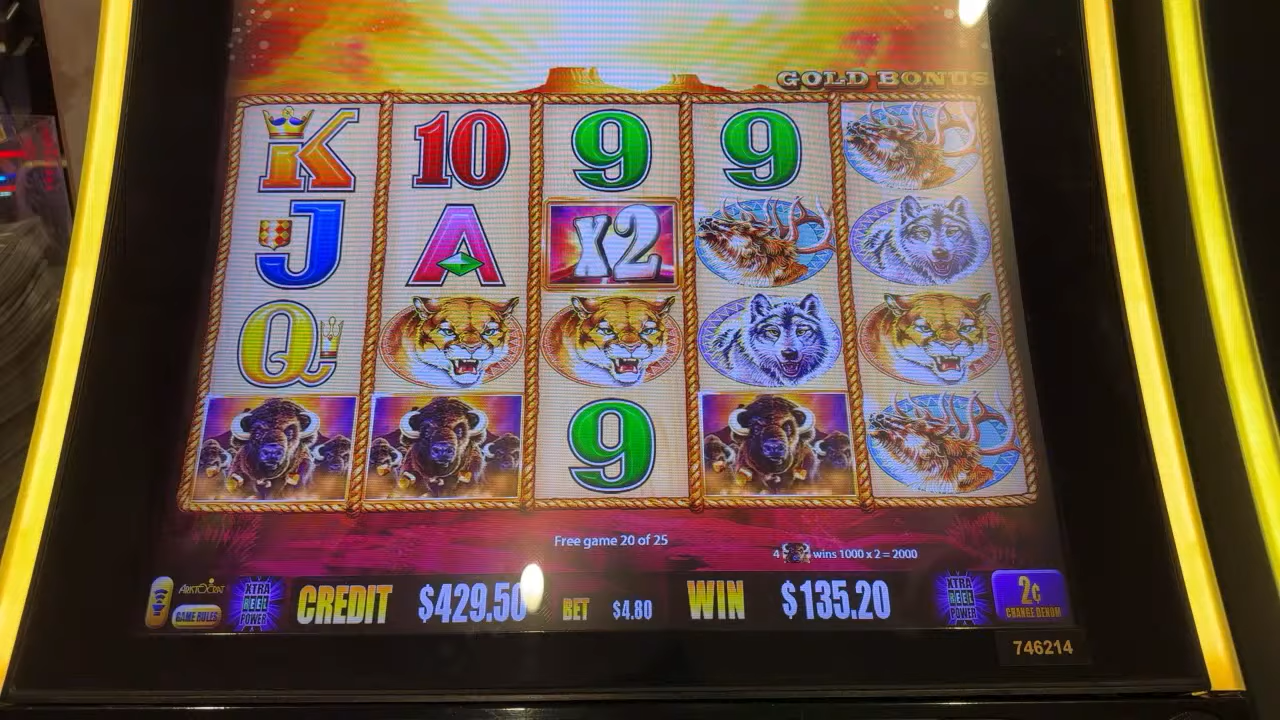 GOLD BONUS
K 10 9 9
J A X2
Q
9
Free game 20 of 25
4 wins 1000 x 2 = 2000
ARISTOCRAT
GAME RULES
XTRA REEL POWER
CREDIT $429.50 BET $4.80 WIN $135.20
XTRA REEL POWER
2¢
CHANGE DENOM
746214